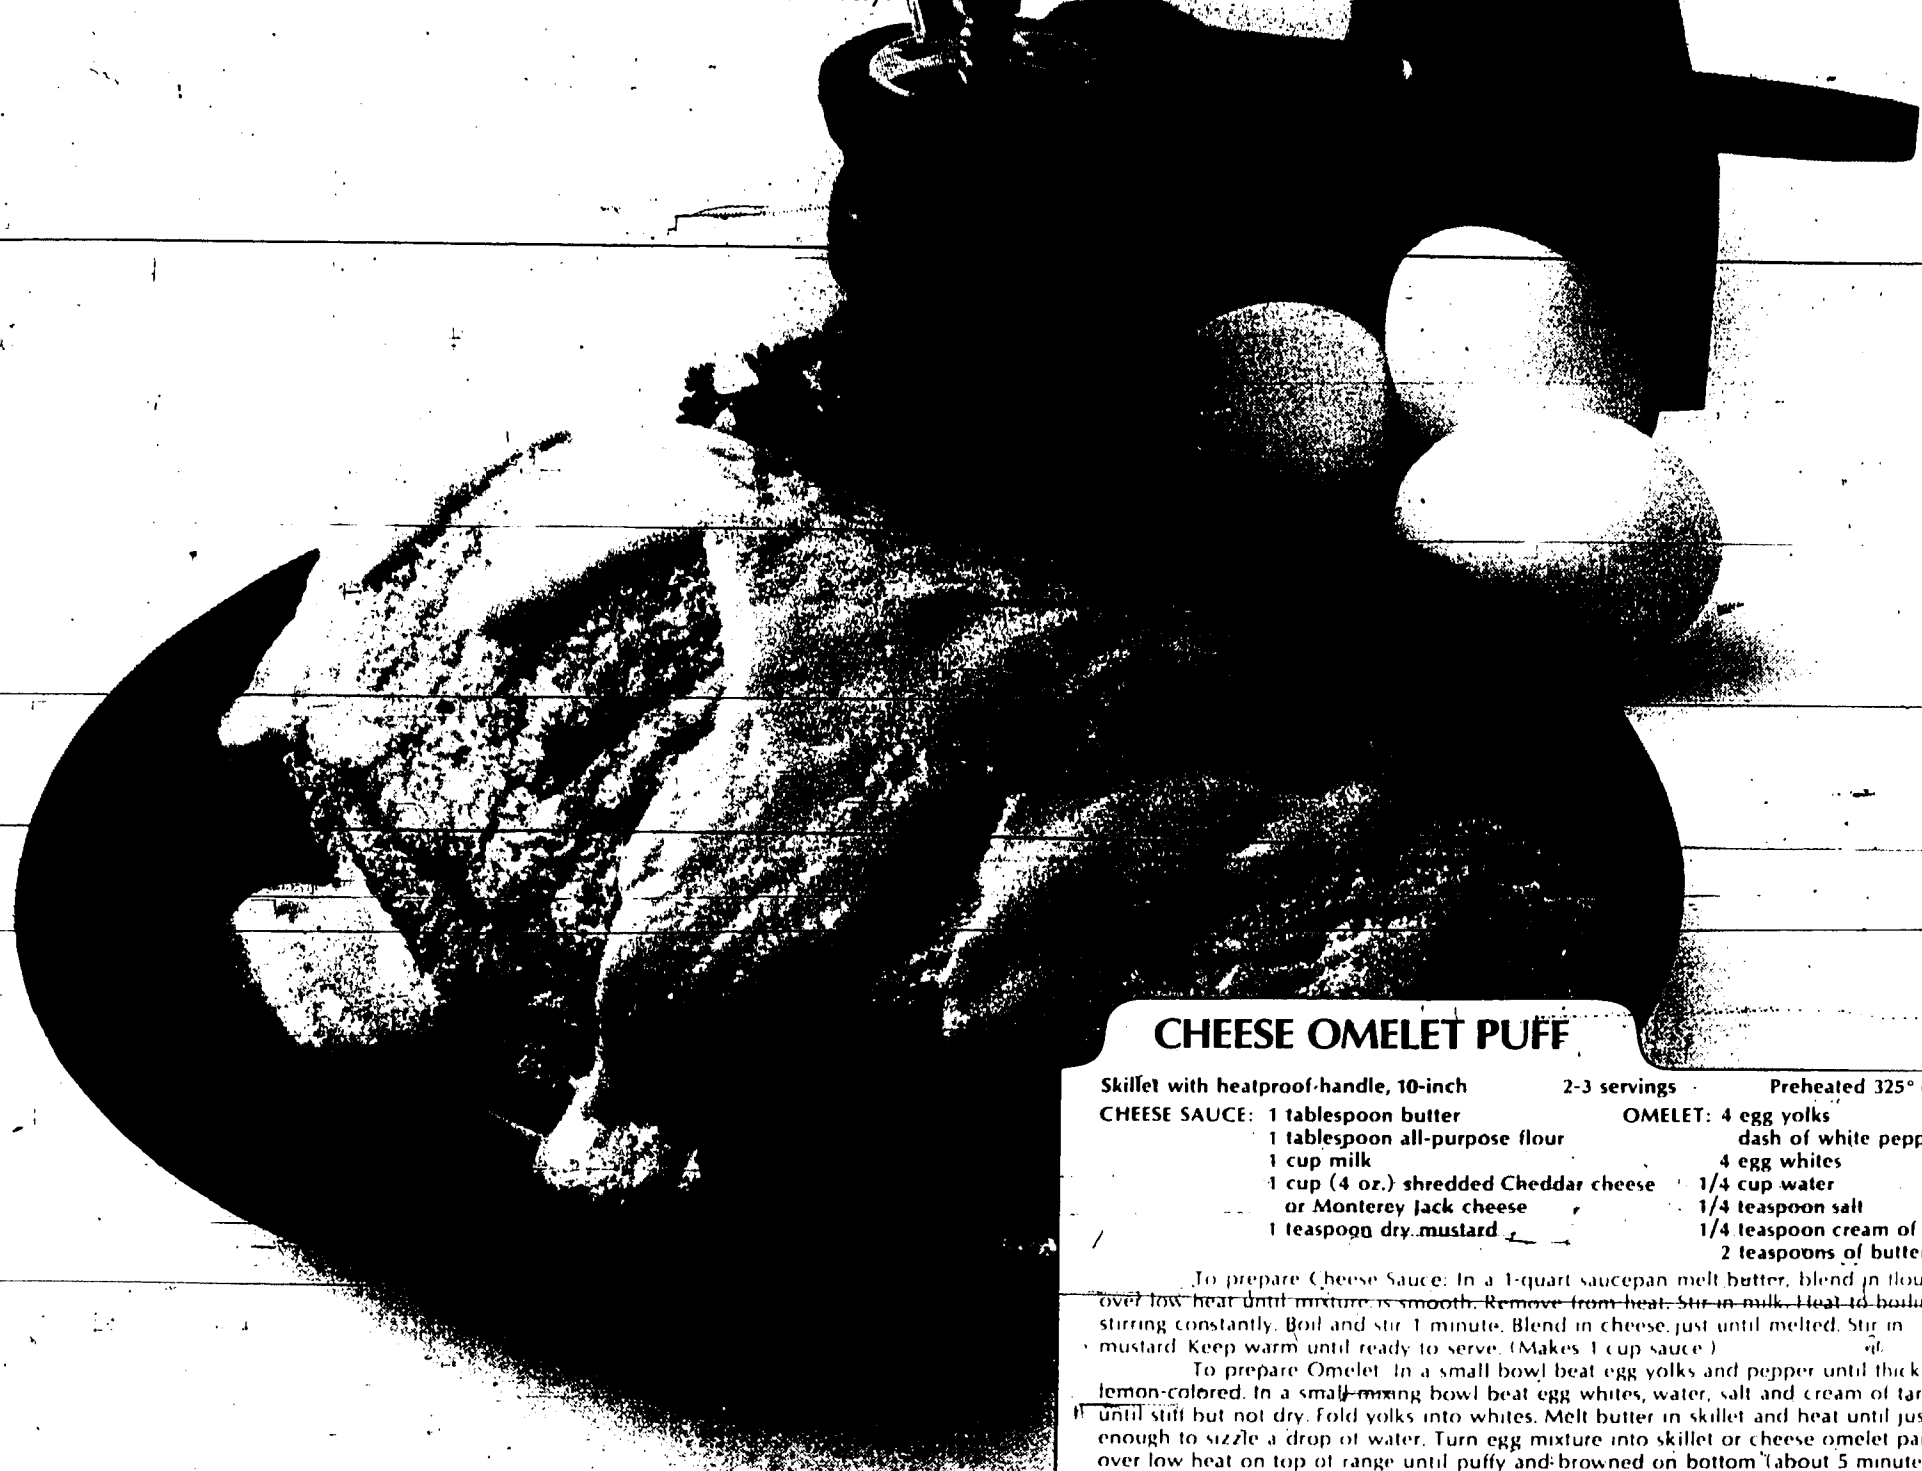 CHEESE OMELET PUFF
Skillet with heatproof handle, 10-inch 2-3 servings Preheated 325°
CHEESE SAUCE: 1 tablespoon butter OMELET: 4 egg yolks
1 tablespoon all-purpose flour dash of white
1 cup milk 4 egg whites
1 cup (4 oz.) shredded Cheddar cheese 1/4 cup water
or Monterey Jack cheese 1/4 teaspoon salt
1 teaspoon dry mustard 1/4 teaspoon cream of
2 teaspoons of
To prepare Cheese Sauce: In a 1-quart saucepan melt butter, blend in
over low heat until mixture is smooth. Remove from heat. Stir in milk. Heat to
stirring constantly. Boil and stir 1 minute. Blend in cheese just until melted. Stir in
mustard Keep warm until ready to serve. (Makes 1 cup sauce)
To prepare Omelet In a small bowl beat egg yolks and pepper until thick
lemon-colored. In a small mixing bowl beat egg whites, water, salt and cream of
until stiff but not dry. Fold yolks into whites. Melt butter in skillet and heat until
enough to sizzle a drop of water. Turn egg mixture into skillet or cheese omelet
over low heat on top of range until puffy and browned on bottom (about 5